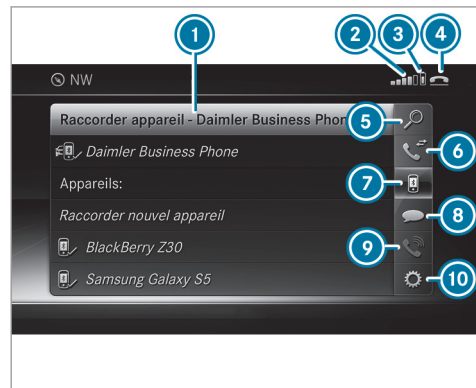 1
2
3
4
NW
Raccorder appareil - Daimler Business Phon
5
Daimler Business Phone
6
Appareils:
7
Raccorder nouvel appareil
8
BlackBerry Z30
9
Samsung Galaxy S5
10